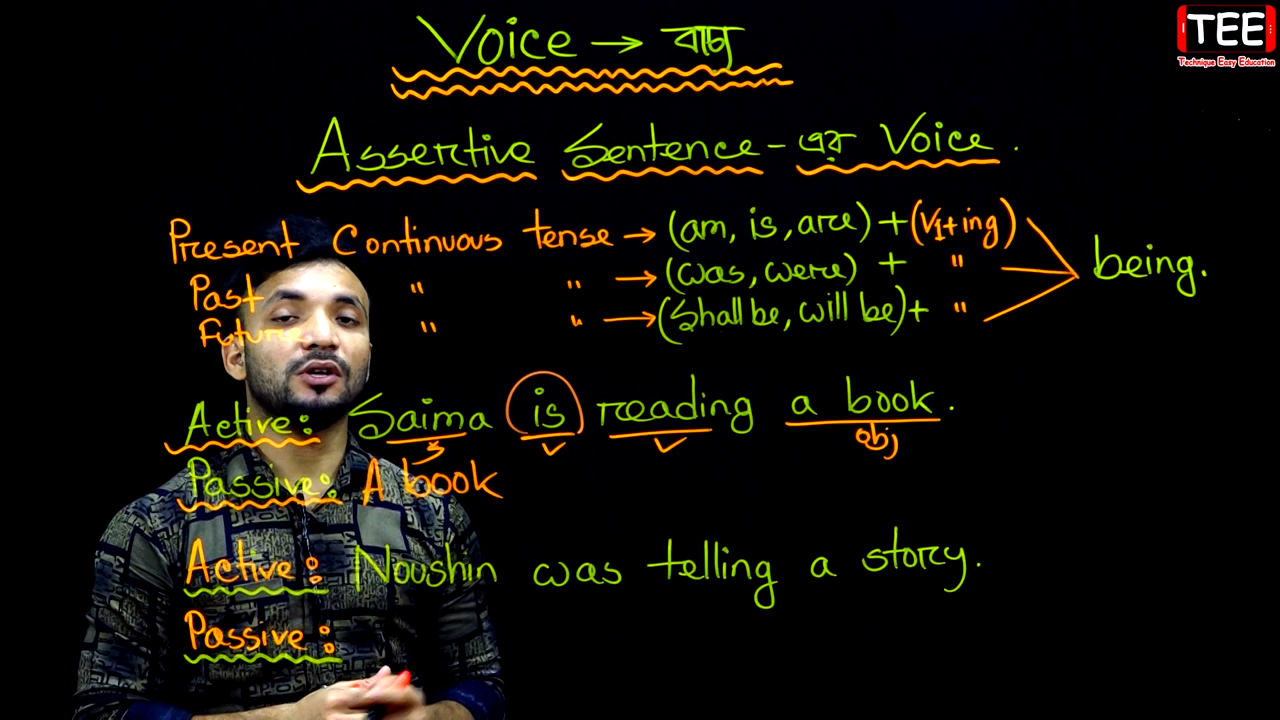 TEE
Technique Easy Education
Voice → বাচ্য
Assertive Sentence - এর Voice.
Present Continuous tense → (am, is, are) + (V1+ing)
Past " " → (was, were) + "
Future " " → (Shall be, will be) + "
being.
Active: Saima is reading a book.
s obj
Passive: A book
Active: Noushin was telling a story.
Passive: